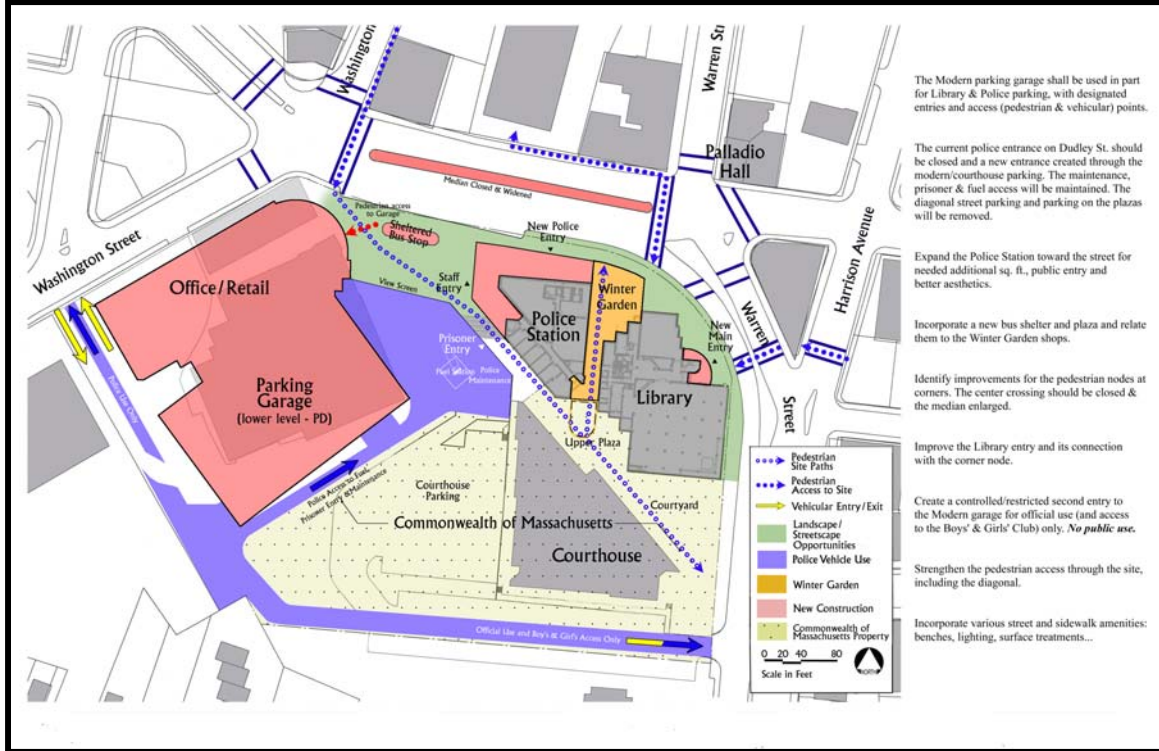 Washington
Warren Street
Palladio
Hall
Harrison Avenue
Median Closed & Widened
Pedestrian access
to Garage
Sheltered
Bus Stop
New Police
Entry
Washington Street
Office/Retail
View Screen
Staff
Entry
Winter
Garden
Police
Station
Warren
Street
New
Main
Entry
Prisoner
Entry
Fuel Station
Police
Maintenance
Police Use Only
Parking
Garage
(lower level - PD)
Library
Upper Plaza
Police Access to Fuel,
Prisoner Entry & Maintenance
Courthouse
Parking
Courtyard
Commonwealth of Massachusetts
Courthouse
Official Use and Boy's & Girl's Access Only
Pedestrian
Site Paths
Pedestrian
Access to Site
Vehicular Entry/Exit
Landscape/
Streetscape
Opportunities
Police Vehicle Use
Winter Garden
New Construction
Commonwealth of
Massachusetts Property
0 20 40 80
Scale in Feet
NORTH
The Modern parking garage shall be used in part
for Library & Police parking, with designated
entries and access (pedestrian & vehicular) points.
The current police entrance on Dudley St. should
be closed and a new entrance created through the
modern/courthouse parking. The maintenance,
prisoner & fuel access will be maintained. The
diagonal street parking and parking on the plazas
will be removed.
Expand the Police Station toward the street for
needed additional sq. ft., public entry and
better aesthetics.
Incorporate a new bus shelter and plaza and relate
them to the Winter Garden shops.
Identify improvements for the pedestrian nodes at
corners. The center crossing should be closed &
the median enlarged.
Improve the Library entry and its connection
with the corner node.
Create a controlled/restricted second entry to
the Modern garage for official use (and access
to the Boys' & Girls' Club) only. No public use.
Strengthen the pedestrian access through the site,
including the diagonal.
Incorporate various street and sidewalk amenities:
benches, lighting, surface treatments...